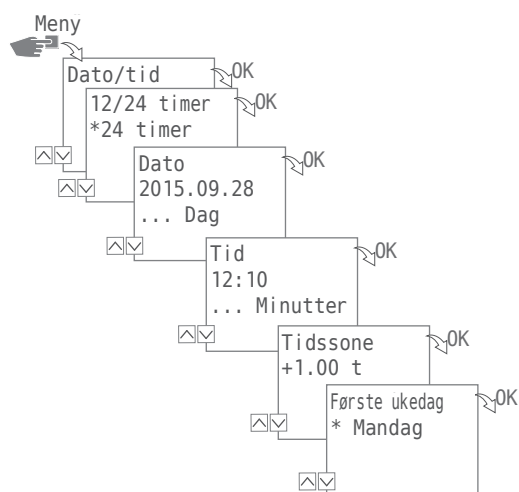 Meny
Dato/tid
OK
12/24 timer
*24 timer
OK
Dato
2015.09.28
... Dag
OK
Tid
12:10
... Minutter
OK
Tidssone
+1.00 t
OK
Første ukedag
* Mandag
OK